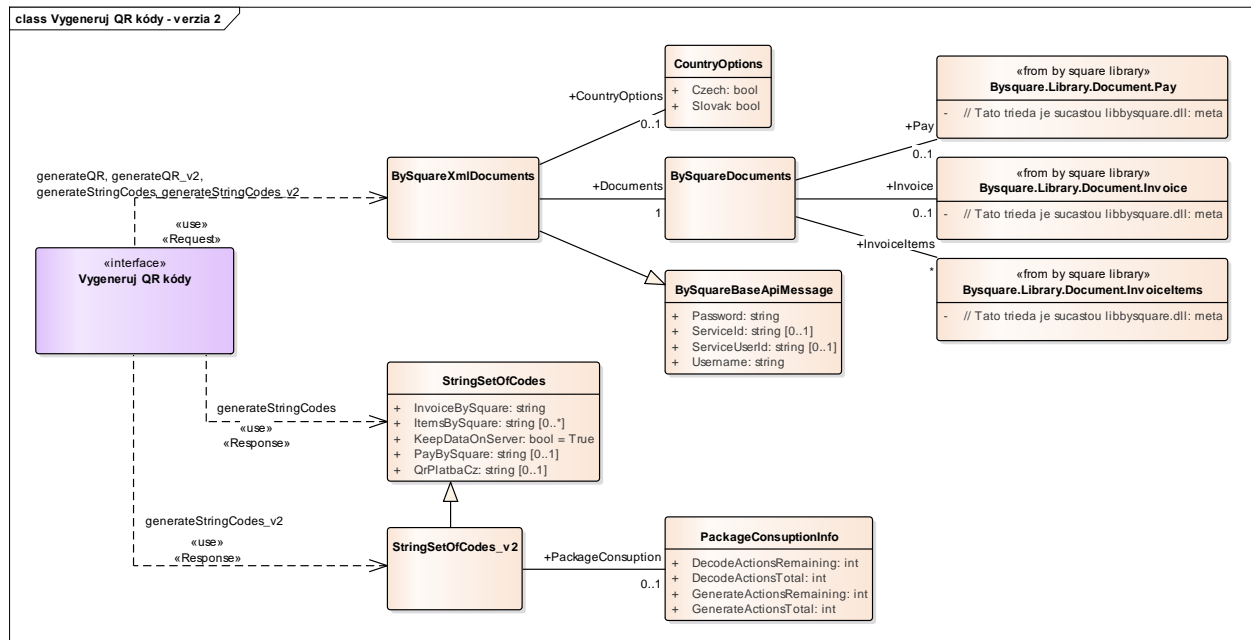 class Vygeneruj QR kódy - verzia 2
CountryOptions
+ Czech: bool
+ Slovak: bool
«from by square library»
Bysquare.Library.Document.Pay
- // Tato trieda je sucastou libbysquare.dll: meta
+CountryOptions
0..1
+Pay
0..1
generateQR, generateQR_v2,
generateStringCodes, generateStringCodes_v2
«use»
«Request»
BySquareXmlDocuments
+Documents
1
BySquareDocuments
+Invoice
0..1
«from by square library»
Bysquare.Library.Document.Invoice
- // Tato trieda je sucastou libbysquare.dll: meta
+InvoiceItems
*
«from by square library»
Bysquare.Library.Document.InvoiceItems
- // Tato trieda je sucastou libbysquare.dll: meta
«interface»
Vygeneruj QR kódy
BySquareBaseApiMessage
+ Password: string
+ ServiceId: string [0..1]
+ ServiceUserId: string [0..1]
+ Username: string
generateStringCodes
«use»
«Response»
StringSetOfCodes
+ InvoiceBySquare: string
+ ItemsBySquare: string [0..*]
+ KeepDataOnServer: bool = True
+ PayBySquare: string [0..1]
+ QrPlatbaCz: string [0..1]
generateStringCodes_v2
«use»
«Response»
StringSetOfCodes_v2
+PackageConsuption
0..1
PackageConsuptionInfo
+ DecodeActionsRemaining: int
+ DecodeActionsTotal: int
+ GenerateActionsRemaining: int
+ GenerateActionsTotal: int